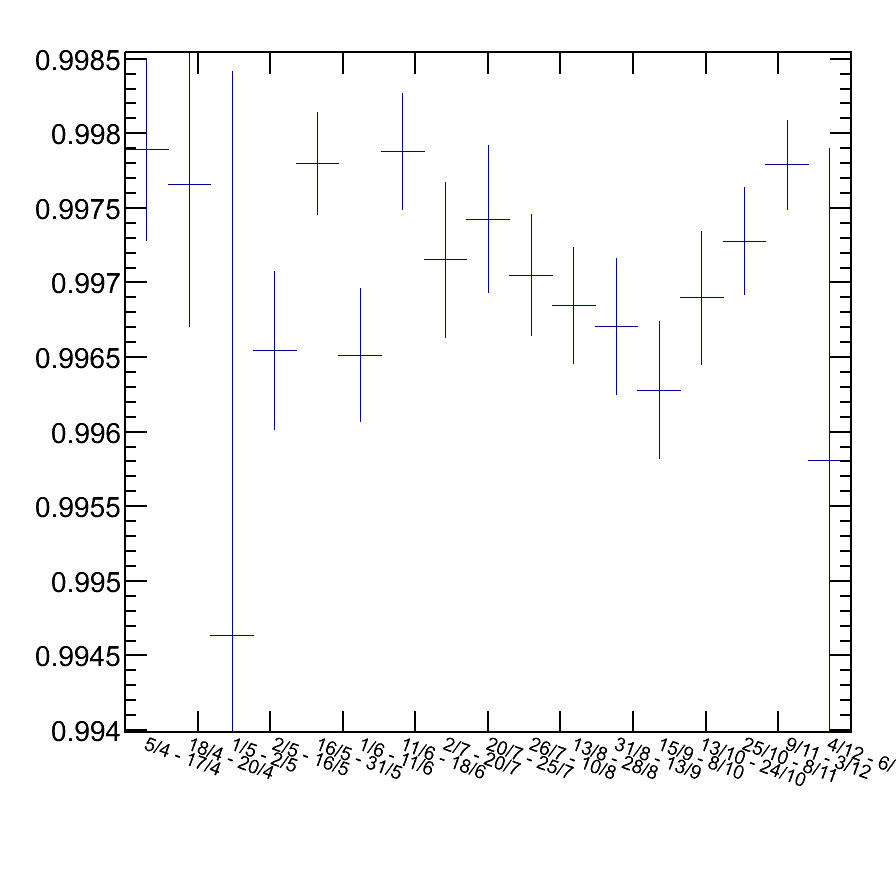 0.9985
0.998
0.9975
0.997
0.9965
0.996
0.9955
0.995
0.9945
0.994
5/4 - 17/4
18/4 - 20/4
1/5 - 2/5
2/5 - 16/5
16/5 - 31/5
1/6 - 11/6
11/6 - 18/6
2/7 - 20/7
20/7 - 25/7
26/7 - 10/8
13/8 - 28/8
31/8 - 13/9
15/9 - 8/10
13/10 - 24/10
25/10 - 8/11
9/11 - 3/12
4/12 - 6/